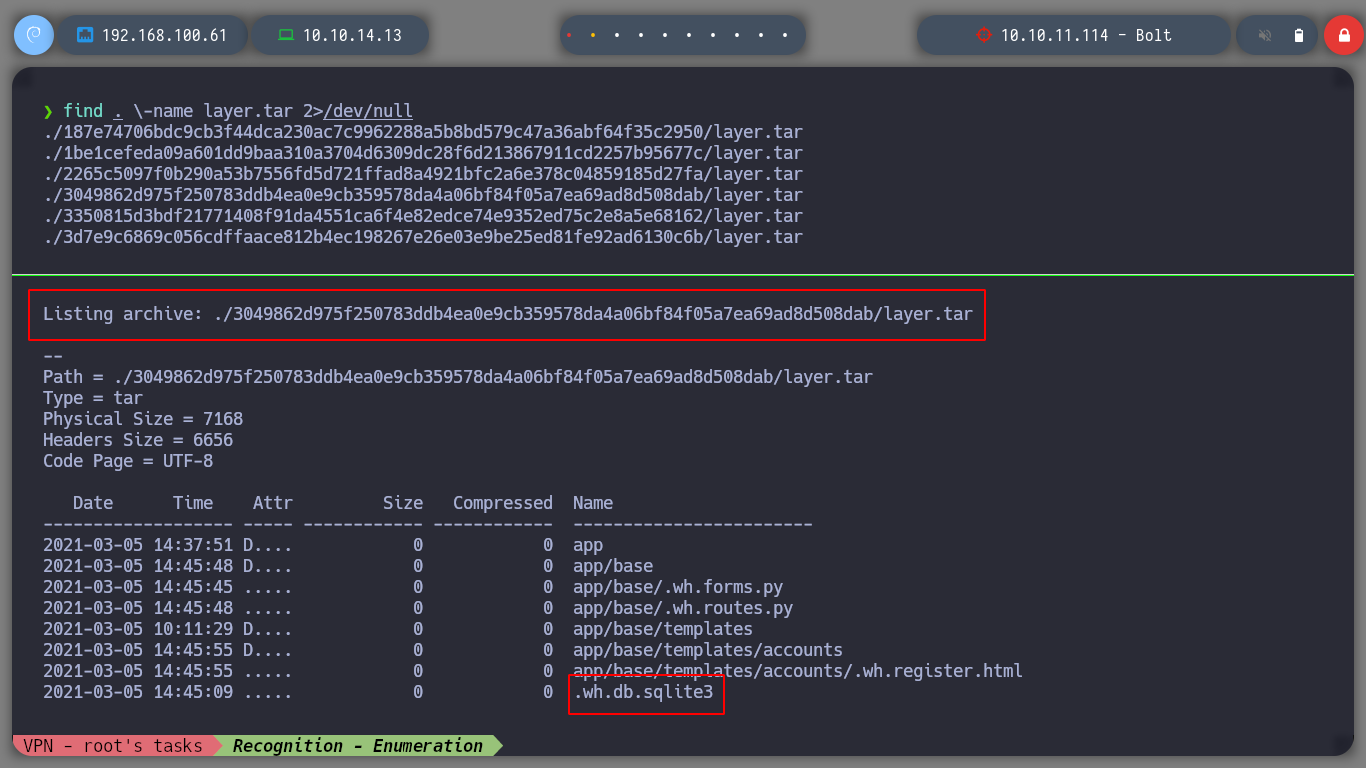 192.168.100.61 10.10.14.13 10.10.11.114 - Bolt
❯ find . \-name layer.tar 2>/dev/null
./187e74706bdc9cb3f44dca230ac7c9962288a5b8bd579c47a36abf64f35c2950/layer.tar
./1be1cefeda09a601dd9baa310a3704d6309dc28f6d213867911cd2257b95677c/layer.tar
./2265c5097f0b290a53b7556fd5d721ffad8a4921bfc2a6e378c04859185d27fa/layer.tar
./3049862d975f250783ddb4ea0e9cb359578da4a06bf84f05a7ea69ad8d508dab/layer.tar
./3350815d3bdf21771408f91da4551ca6f4e82edce74e9352ed75c2e8a5e68162/layer.tar
./3d7e9c6869c056cdffaace812b4ec198267e26e03e9be25ed81fe92ad6130c6b/layer.tar
Listing archive: ./3049862d975f250783ddb4ea0e9cb359578da4a06bf84f05a7ea69ad8d508dab/layer.tar
--
Path = ./3049862d975f250783ddb4ea0e9cb359578da4a06bf84f05a7ea69ad8d508dab/layer.tar
Type = tar
Physical Size = 7168
Headers Size = 6656
Code Page = UTF-8
   Date      Time    Attr         Size   Compressed  Name
------------------- ----- ------------ ------------  ------------------------
2021-03-05 14:37:51 D....            0            0  app
2021-03-05 14:45:48 D....            0            0  app/base
2021-03-05 14:45:45 .....            0            0  app/base/.wh.forms.py
2021-03-05 14:45:48 .....            0            0  app/base/.wh.routes.py
2021-03-05 10:11:29 D....            0            0  app/base/templates
2021-03-05 14:45:55 D....            0            0  app/base/templates/accounts
2021-03-05 14:45:55 .....            0            0  app/base/templates/accounts/.wh.register.html
2021-03-05 14:45:09 .....            0            0  .wh.db.sqlite3
VPN - root's tasks Recognition - Enumeration